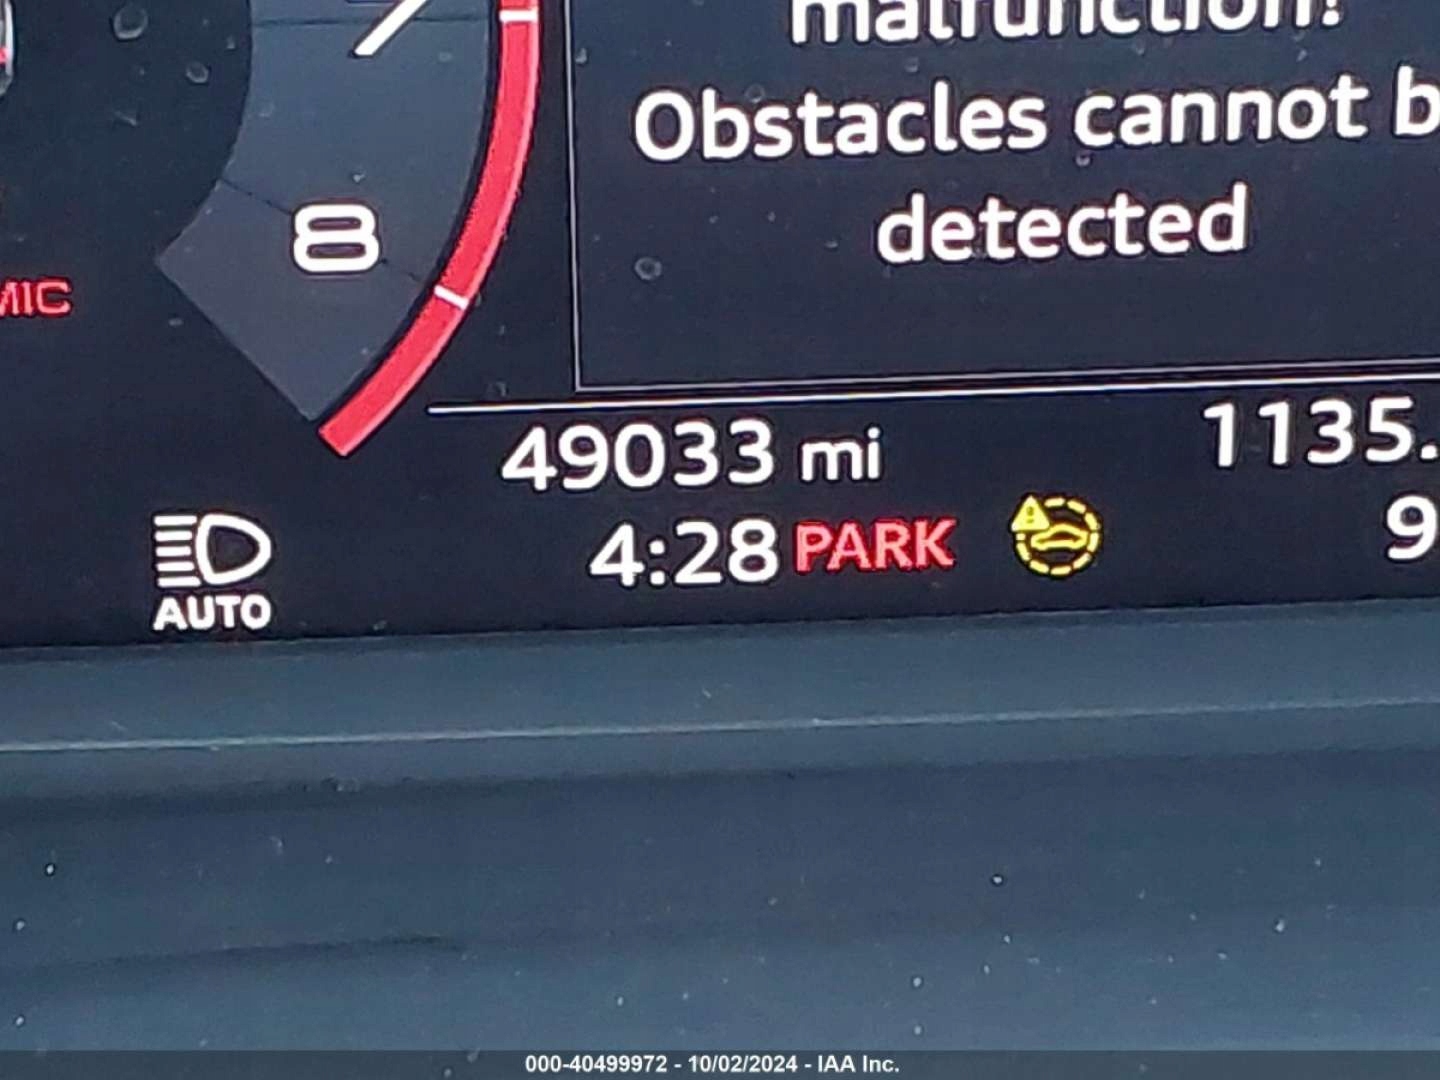 malfunction!
Obstacles cannot b
detected
8
MIC
49033 mi
1135.
4:28 PARK
9
AUTO
000-40499972 - 10/02/2024 - IAA Inc.